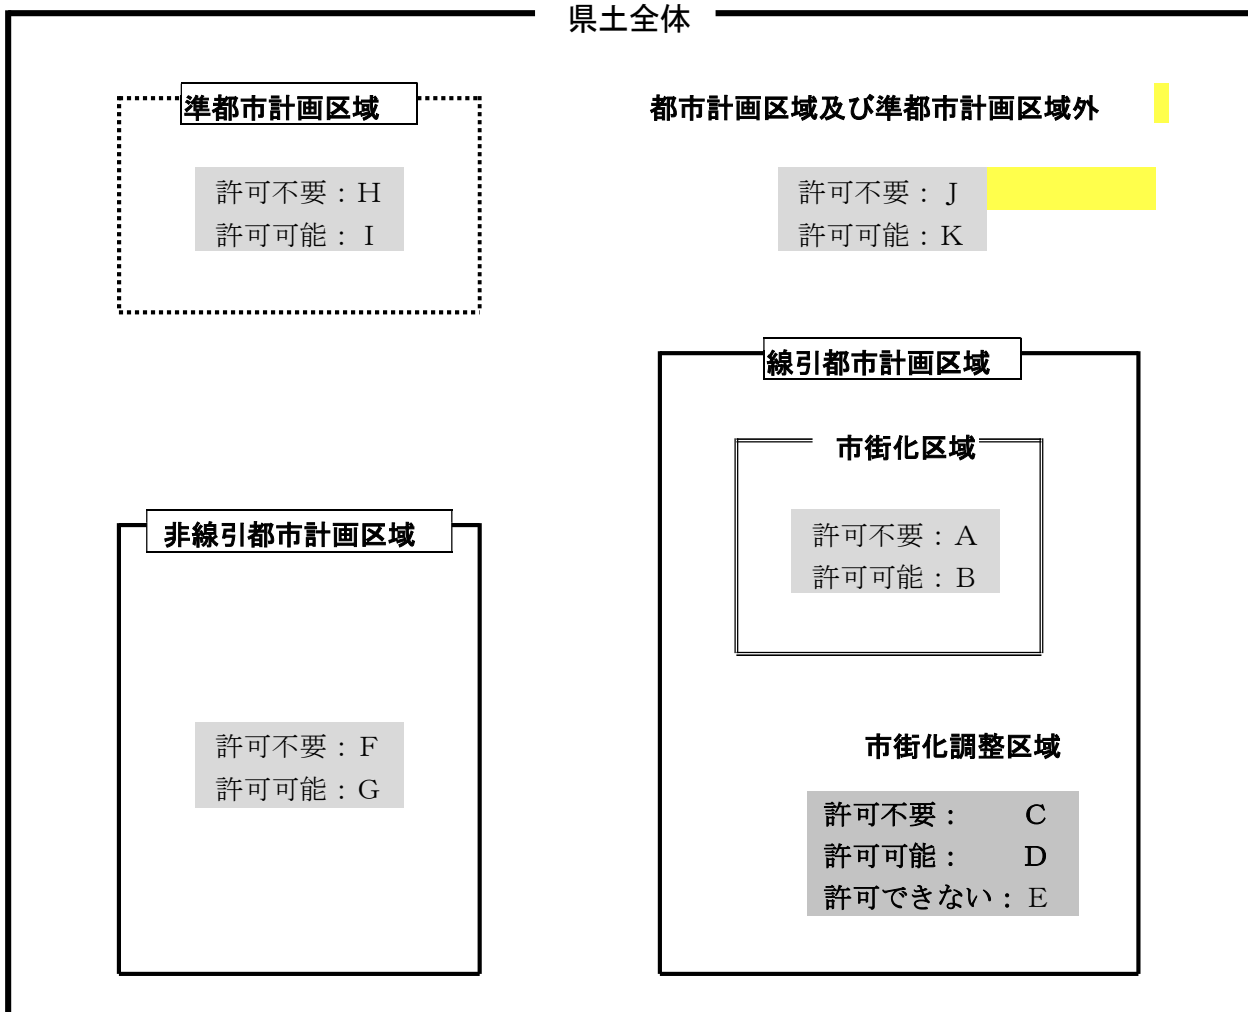 県土全体
準都市計画区域
許可不要：H
許可可能：I
都市計画区域及び準都市計画区域外
許可不要：J
許可可能：K
線引都市計画区域
市街化区域
許可不要：A
許可可能：B
非線引都市計画区域
許可不要：F
許可可能：G
市街化調整区域
許可不要：　　C
許可可能：　　D
許可できない：E